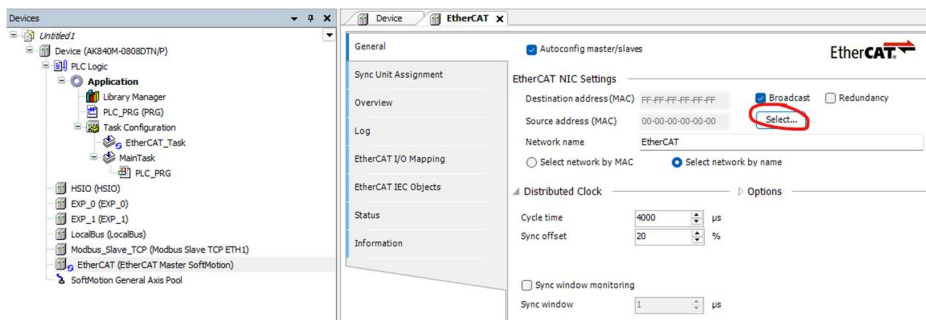 Devices
Untitled1
Device (AK840M-0808DTN/P)
PLC Logic
Application
Library Manager
PLC_PRG (PRG)
Task Configuration
EtherCAT_Task
MainTask
PLC_PRG
HSIO (HSIO)
EXP_0 (EXP_0)
EXP_1 (EXP_1)
LocalBus (LocalBus)
Modbus_Slave_TCP (Modbus Slave TCP ETH1)
EtherCAT (EtherCAT Master SoftMotion)
SoftMotion General Axis Pool
Device EtherCAT
General
Sync Unit Assignment
Overview
Log
EtherCAT I/O Mapping
EtherCAT IEC Objects
Status
Information
Autoconfig master/slaves EtherCAT
EtherCAT NIC Settings
Destination address (MAC) FF-FF-FF-FF-FF-FF Broadcast Redundancy
Source address (MAC) 00-00-00-00-00-00 Select...
Network name EtherCAT
Select network by MAC Select network by name
Distributed Clock Options
Cycle time 4000 µs
Sync offset 20 %
Sync window monitoring
Sync window 1 µs